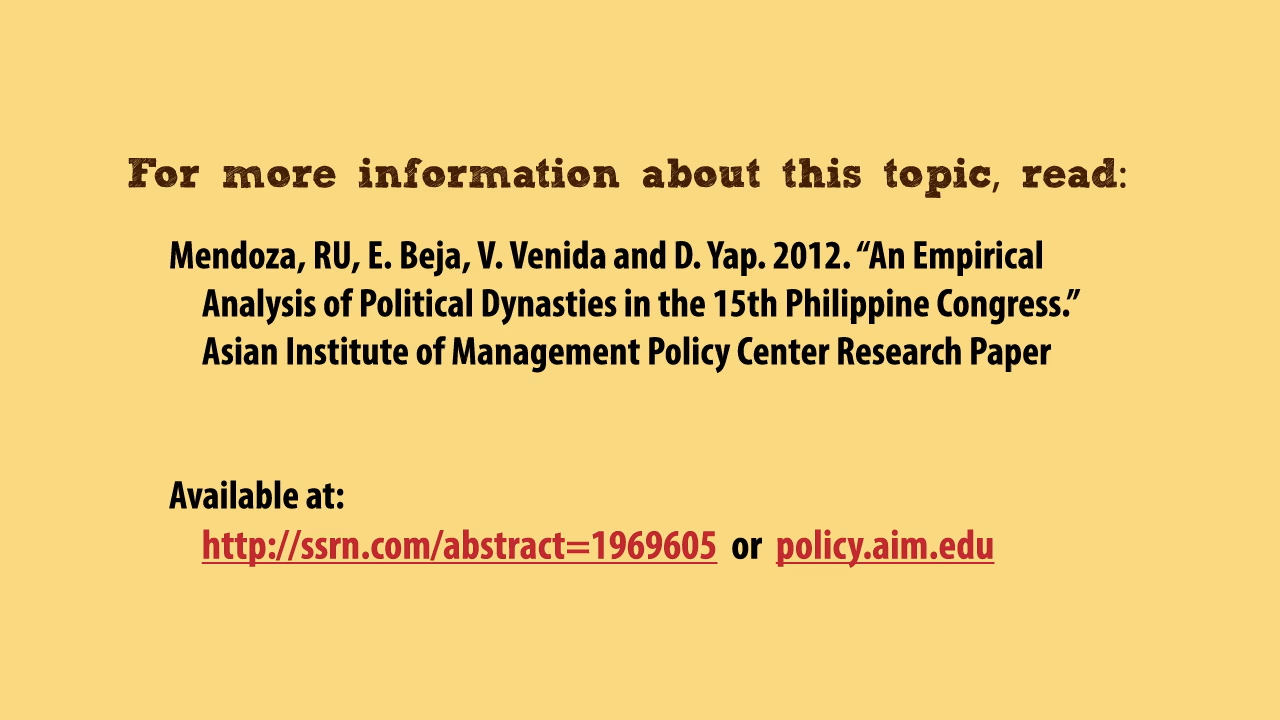 For more information about this topic, read:
Mendoza, RU, E. Beja, V. Venida and D. Yap. 2012. “An Empirical
Analysis of Political Dynasties in the 15th Philippine Congress.”
Asian Institute of Management Policy Center Research Paper
Available at:
http://ssrn.com/abstract=1969605 or policy.aim.edu